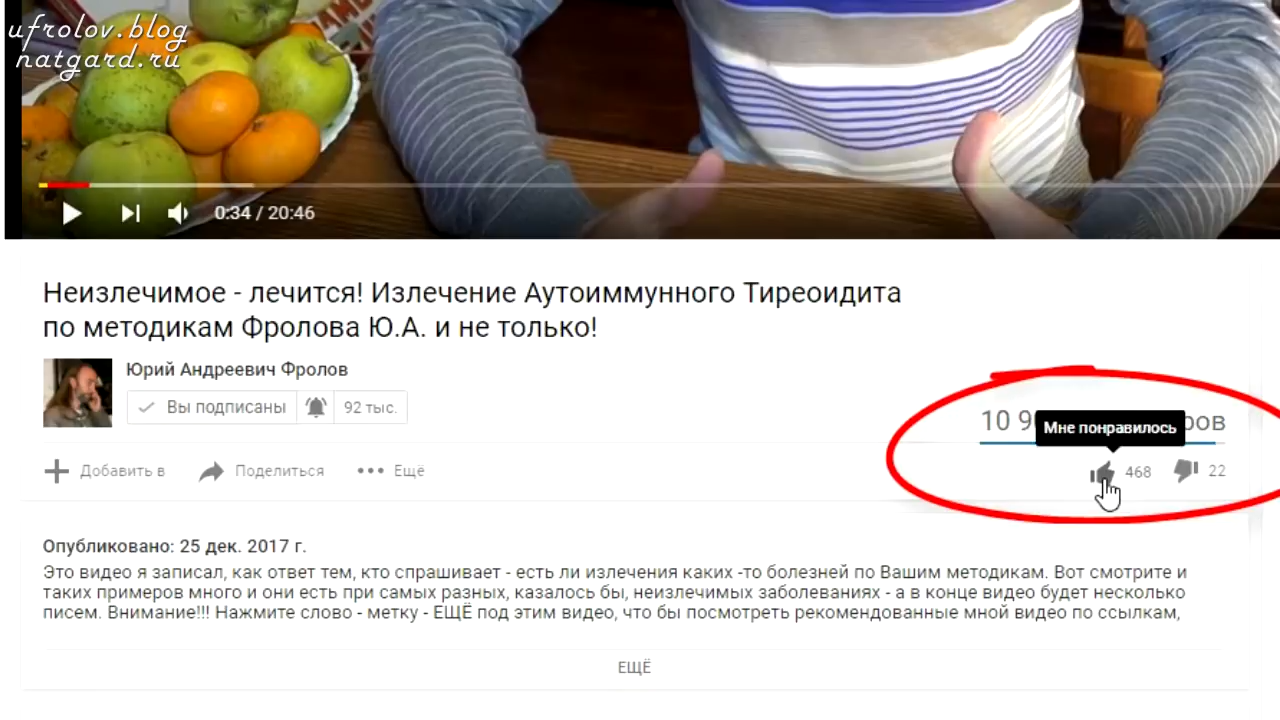 ufrolov.blog
natgard.ru
0:34 / 20:46
Неизлечимое - лечится! Излечение Аутоиммунного Тиреоидита
по методикам Фролова Ю.А. и не только!
Юрий Андреевич Фролов
Вы подписаны 92 тыс.
10 9
Мне понравилось
Добавить в Поделиться Ещё 468 22
Опубликовано: 25 дек. 2017 г.
Это видео я записал, как ответ тем, кто спрашивает - есть ли излечения каких -то болезней по Вашим методикам. Вот смотрите и
таких примеров много и они есть при самых разных, казалось бы, неизлечимых заболеваниях - а в конце видео будет несколько
писем. Внимание!!! Нажмите слово - метку - ЕЩЁ под этим видео, что бы посмотреть рекомендованные мной видео по ссылкам,
ЕЩЁ